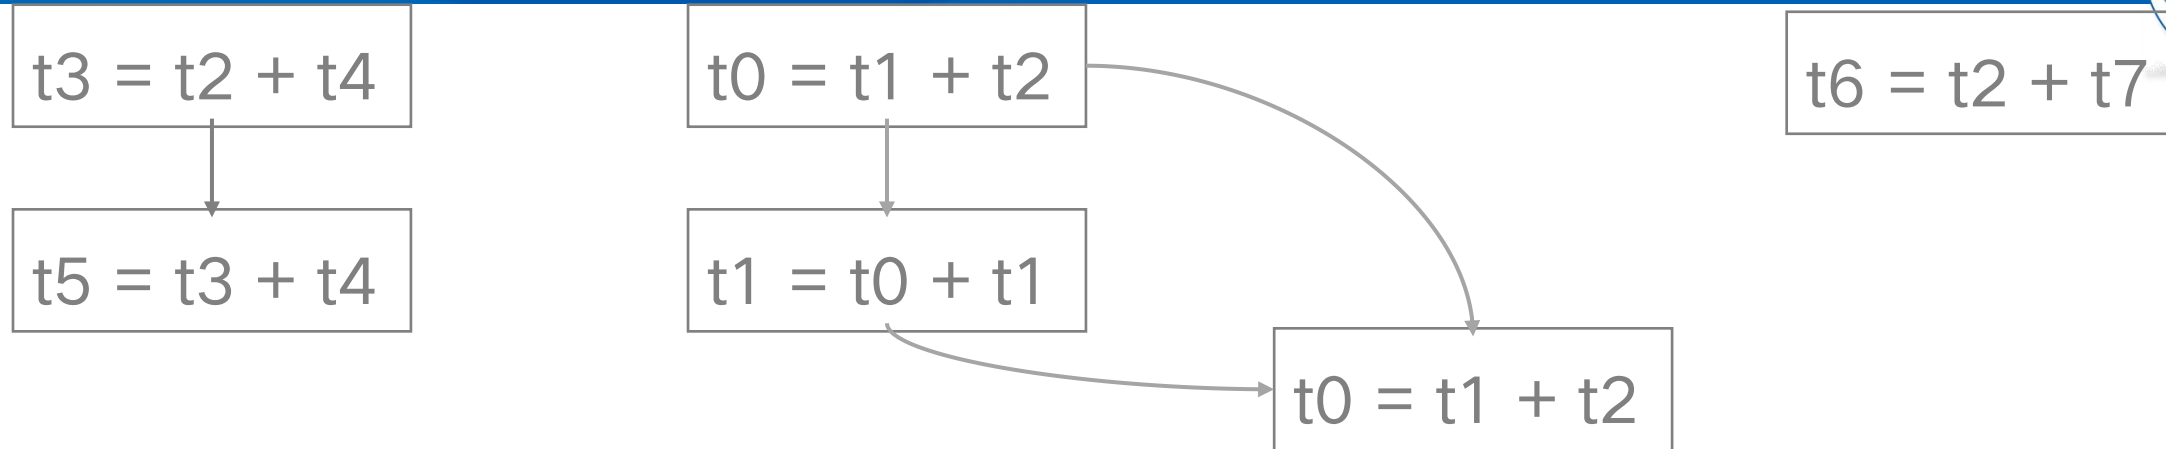 t3 = t2 + t4
t0 = t1 + t2
t6 = t2 + t7
t5 = t3 + t4
t1 = t0 + t1
t0 = t1 + t2